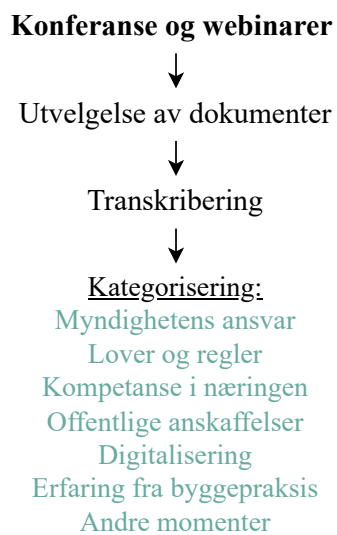 Konferanse og webinarer
Utvelgelse av dokumenter
Transkribering
Kategorisering:
Myndighetens ansvar
Lover og regler
Kompetanse i næringen
Offentlige anskaffelser
Digitalisering
Erfaring fra byggepraksis
Andre momenter